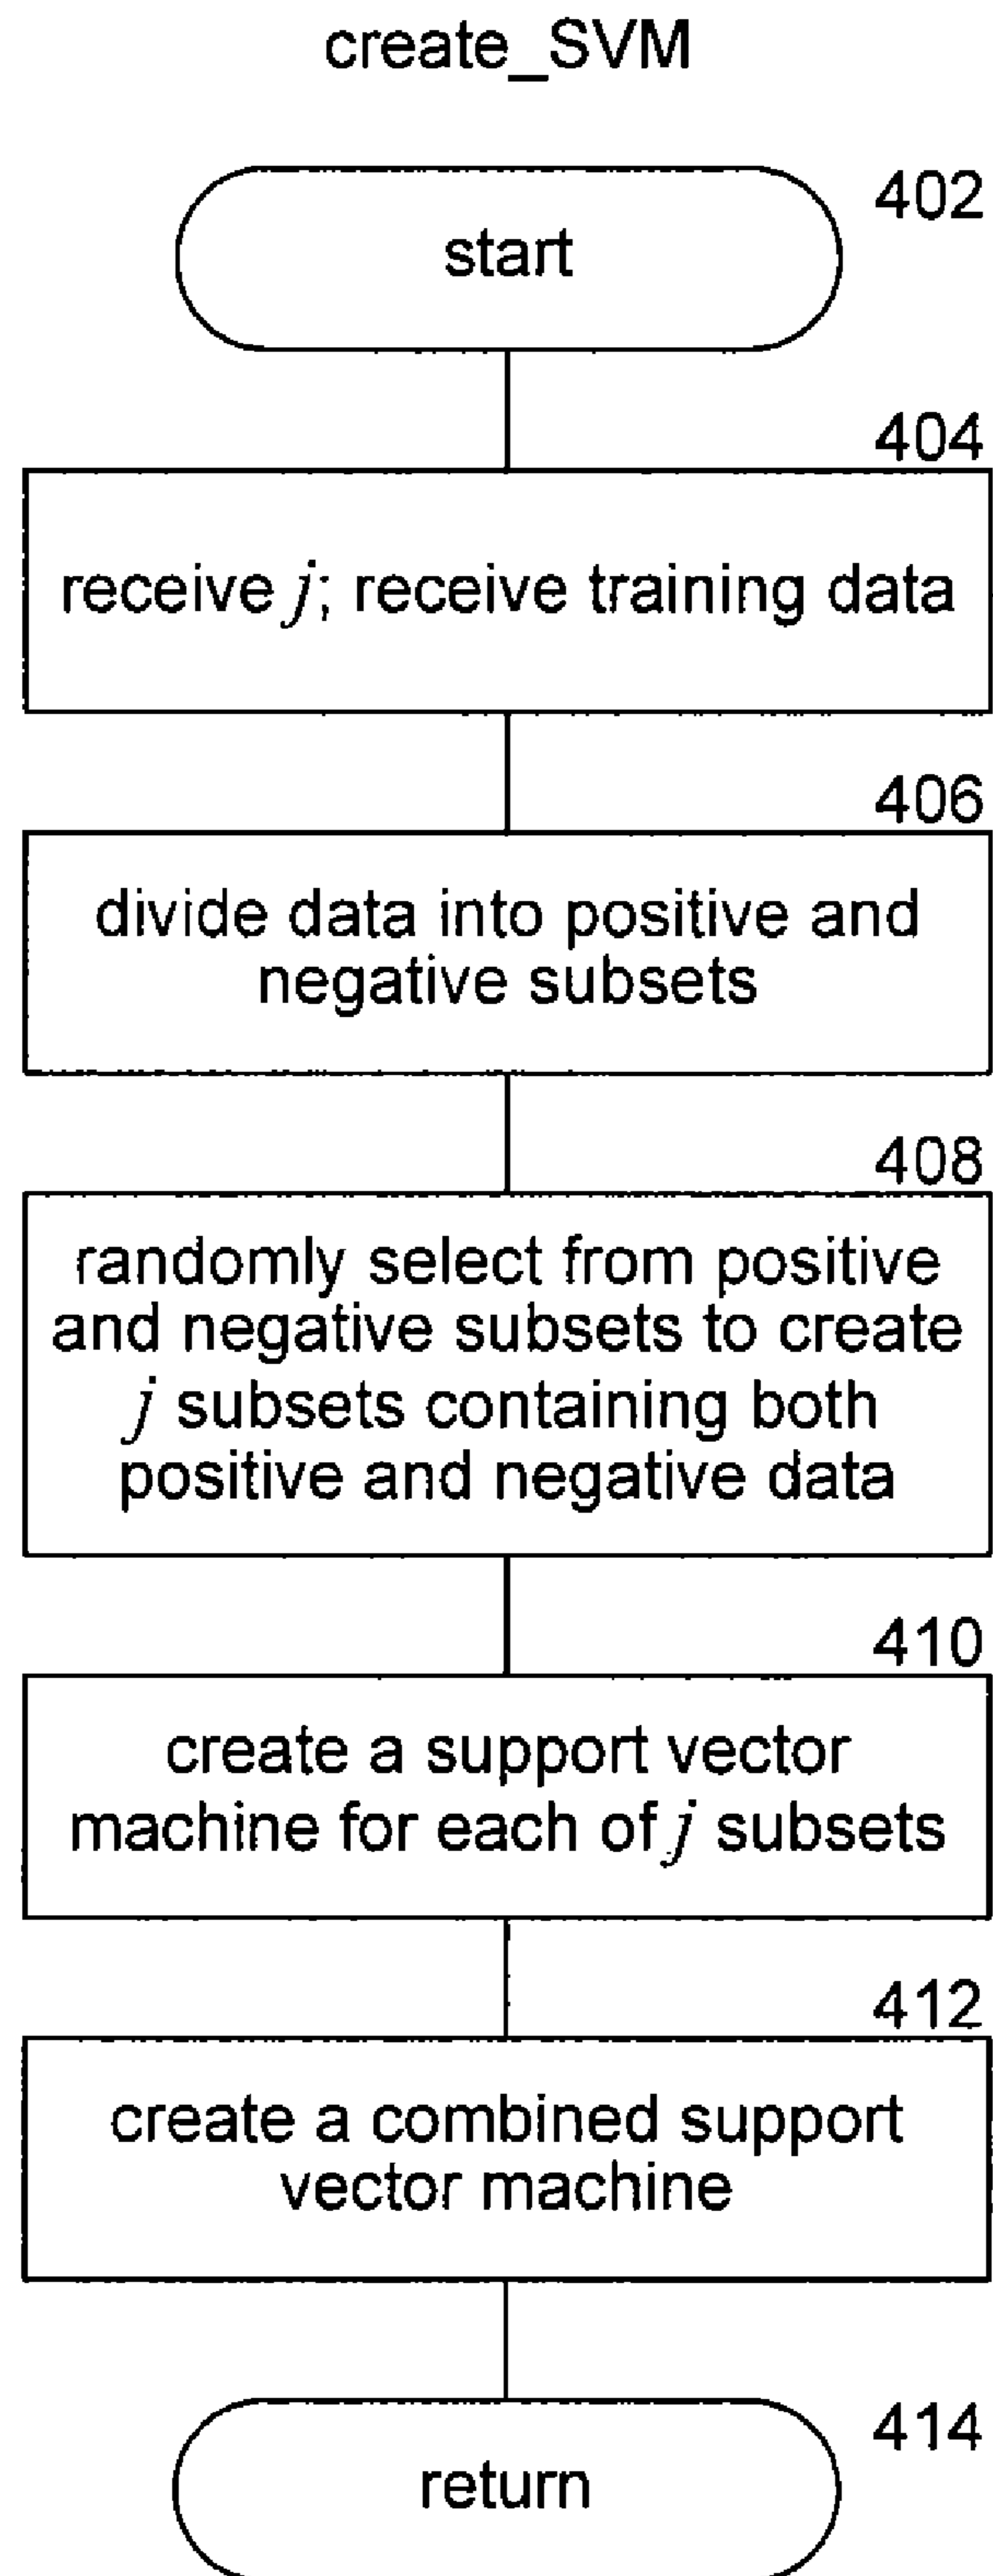 create_SVM
402
start
404
receive j; receive training data
406
divide data into positive and
negative subsets
408
randomly select from positive
and negative subsets to create
j subsets containing both
positive and negative data
410
create a support vector
machine for each of j subsets
412
create a combined support
vector machine
414
return